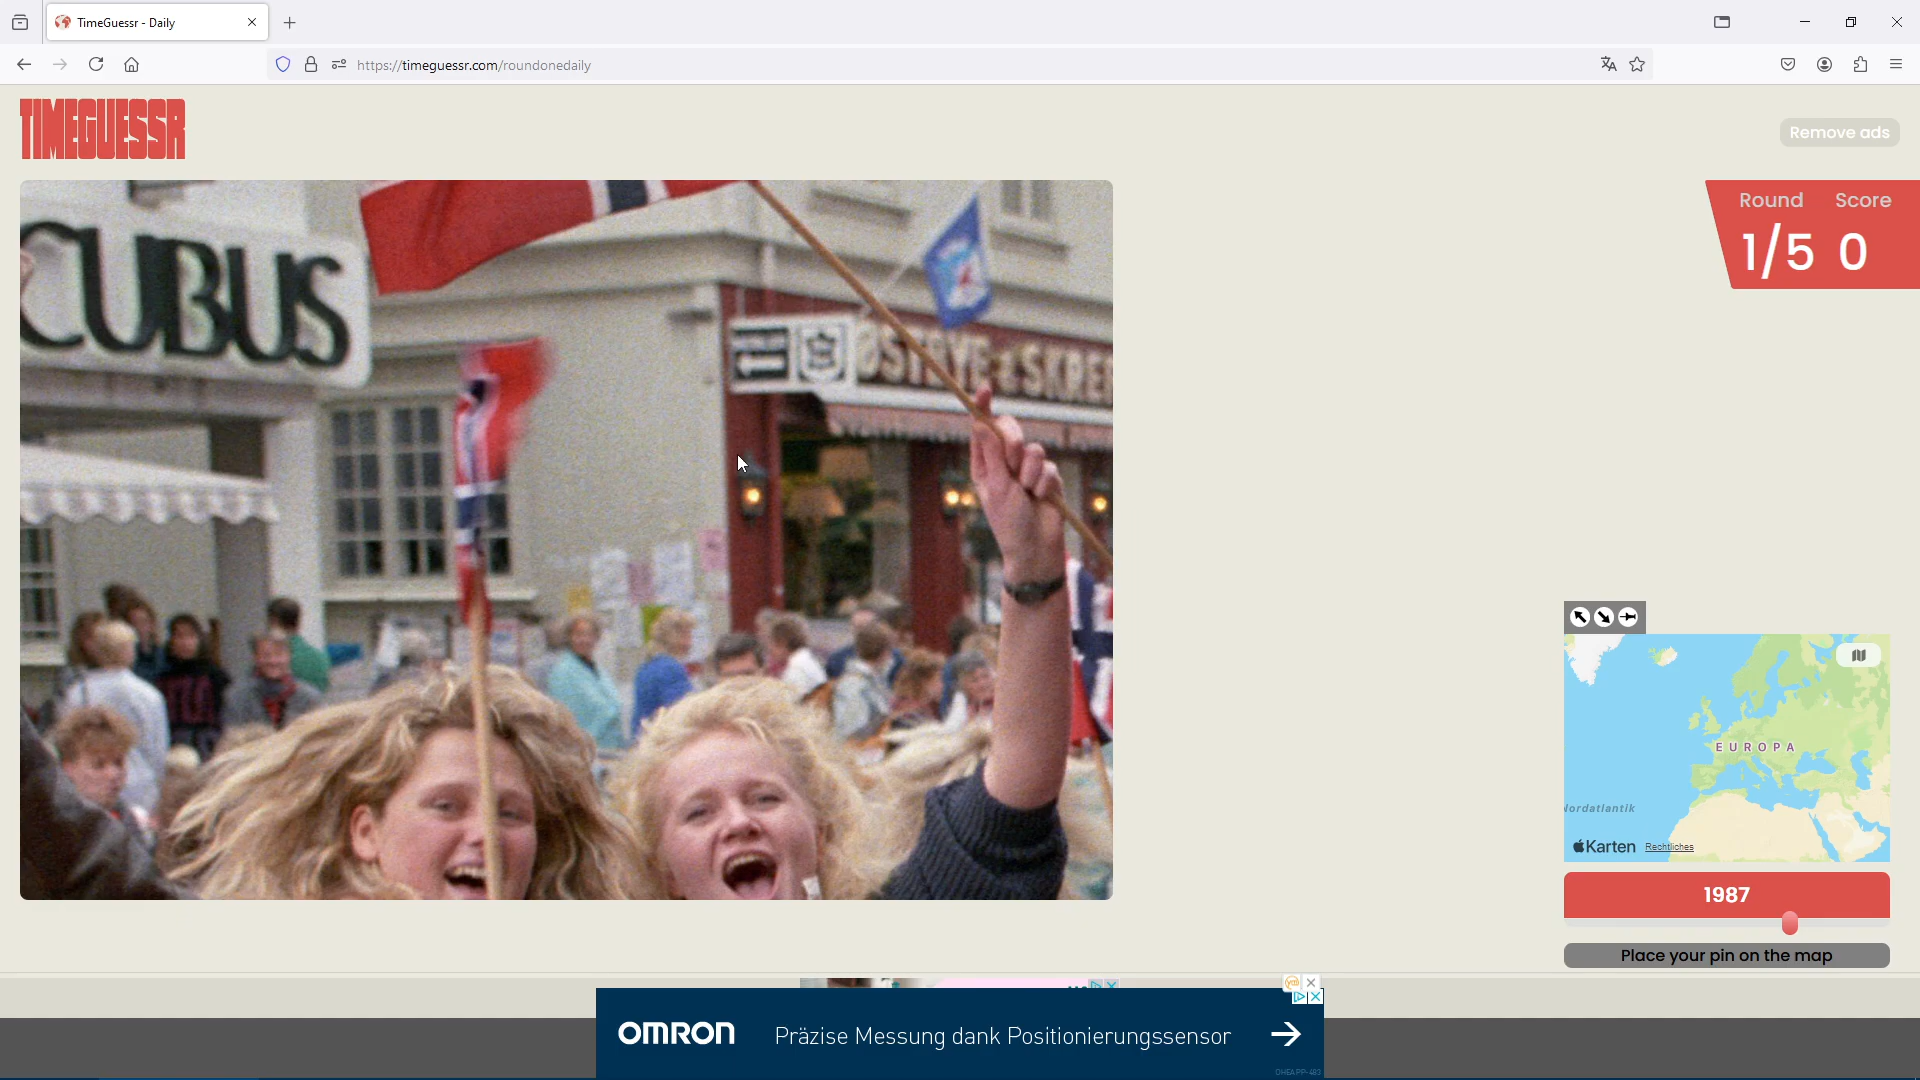 TimeGuessr - Daily
https://timeguessr.com/roundonedaily
TIMEGUESSR
Remove ads
Round Score
1/5 0
CUBUS
ØSTBYE & SKRE
EUROPA
Nordatlantik
Karten Rechtliches
1987
Place your pin on the map
OMRON Präzise Messung dank Positionierungssensor